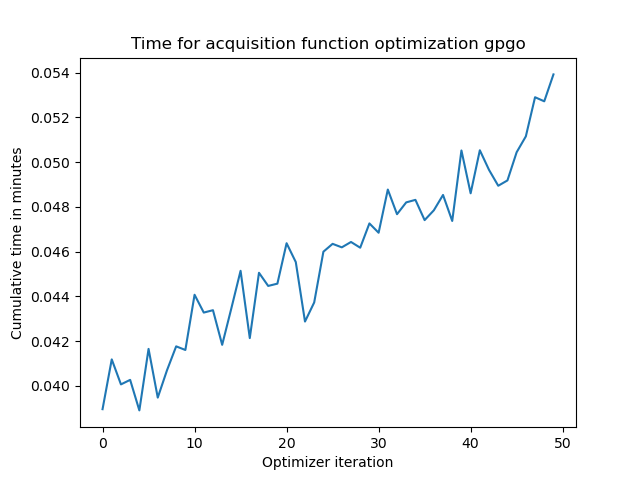 Time for acquisition function optimization gpgo
0.054
0.052
0.050
0.048
0.046
0.044
0.042
0.040
Cumulative time in minutes
0 10 20 30 40 50
Optimizer iteration